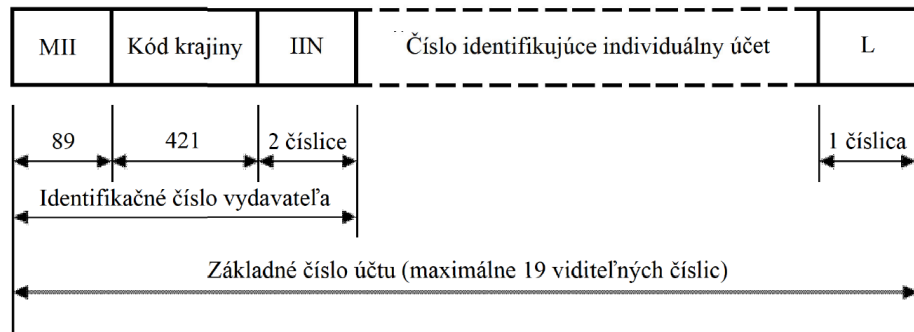 MII Kód krajiny IIN Číslo identifikujúce individuálny účet L
89 421 2 číslice 1 číslica
Identifikačné číslo vydavateľa
Základné číslo účtu (maximálne 19 viditeľných číslic)